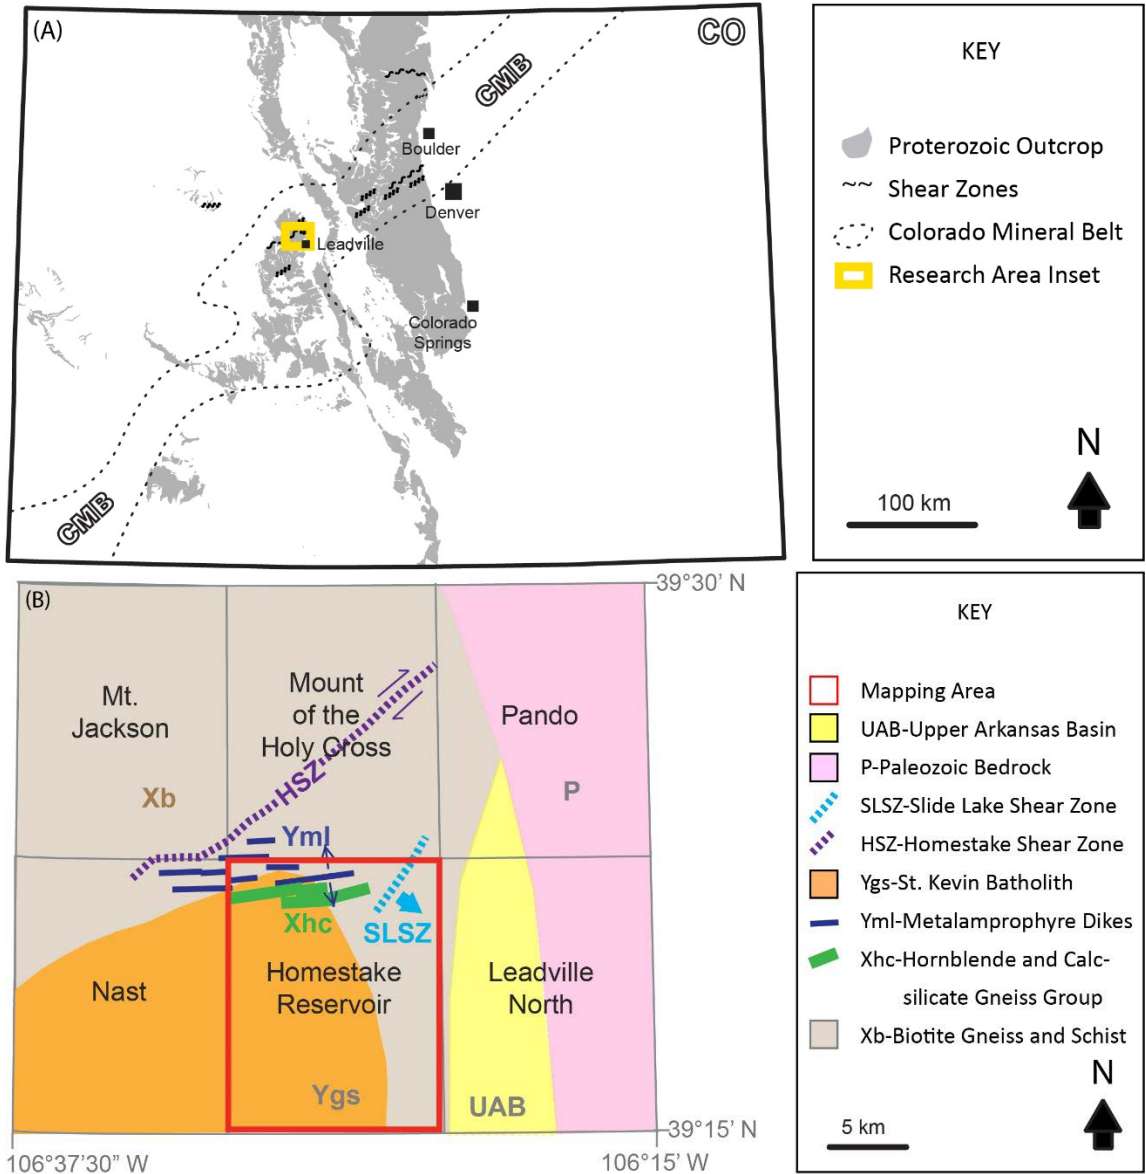 (A)
CO
CMB
Boulder
Denver
Leadville
Colorado
Springs
CMB
KEY
Proterozoic Outcrop
~~ Shear Zones
Colorado Mineral Belt
Research Area Inset
N
100 km
(B)
39°30’ N
Mt.
Jackson
Mount
of the
Holy Cross
Pando
HSZ
Xb
P
Yml
Xhc
SLSZ
Nast
Homestake
Reservoir
Leadville
North
Ygs
UAB
39°15’ N
106°37’30” W
106°15’ W
KEY
Mapping Area
UAB-Upper Arkansas Basin
P-Paleozoic Bedrock
SLSZ-Slide Lake Shear Zone
HSZ-Homestake Shear Zone
Ygs-St. Kevin Batholith
Yml-Metalamprophyre Dikes
Xhc-Hornblende and Calc-
silicate Gneiss Group
Xb-Biotite Gneiss and Schist
N
5 km